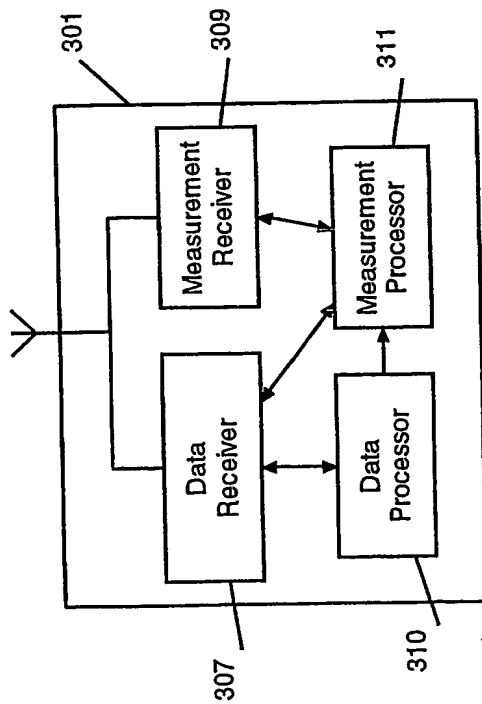 301
309
Measurement
Receiver
Data
Receiver
307
311
Measurement
Processor
Data
Processor
310